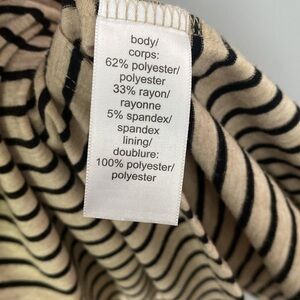 body/
corps:
62% polyester/
polyester
33% rayon/
rayonne
5% spandex/
spandex
lining/
doublure:
100% polyester/
polyester